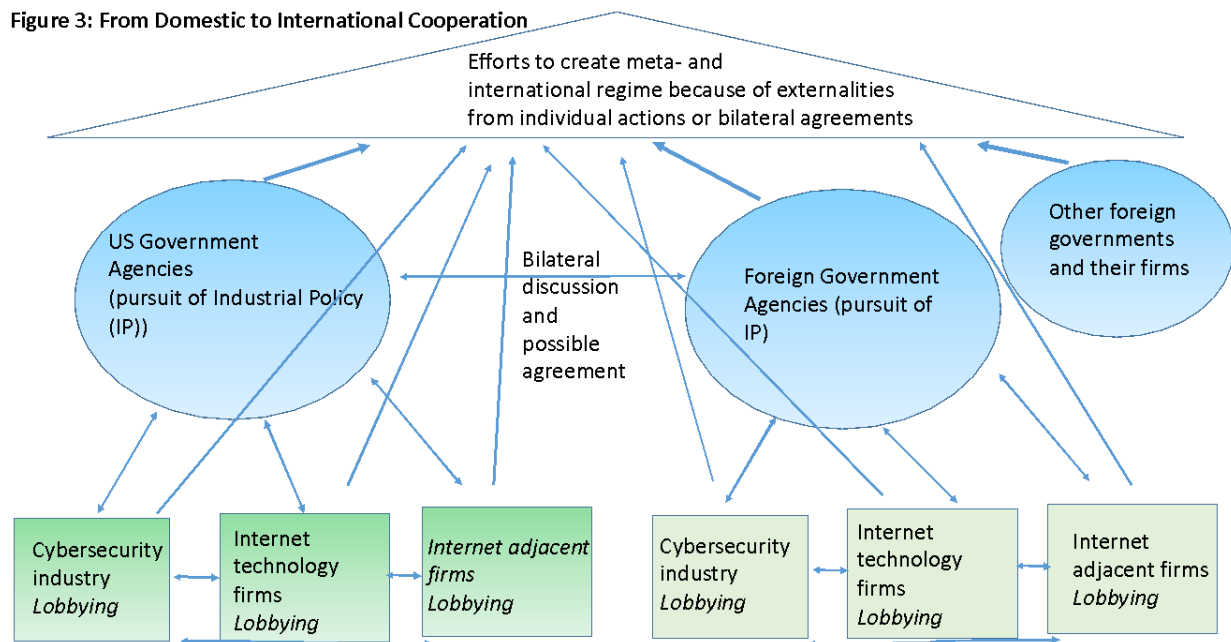 Figure 3: From Domestic to International Cooperation
Efforts to create meta- and
international regime because of externalities
from individual actions or bilateral agreements
US Government
Agencies
(pursuit of Industrial Policy
(IP))
Bilateral
discussion
and
possible
agreement
Foreign Government
Agencies (pursuit of
IP)
Other foreign
governments
and their firms
Cybersecurity
industry
Lobbying
Internet
technology
firms
Lobbying
Internet adjacent
firms
Lobbying
Cybersecurity
industry
Lobbying
Internet
technology
firms
Lobbying
Internet
adjacent firms
Lobbying